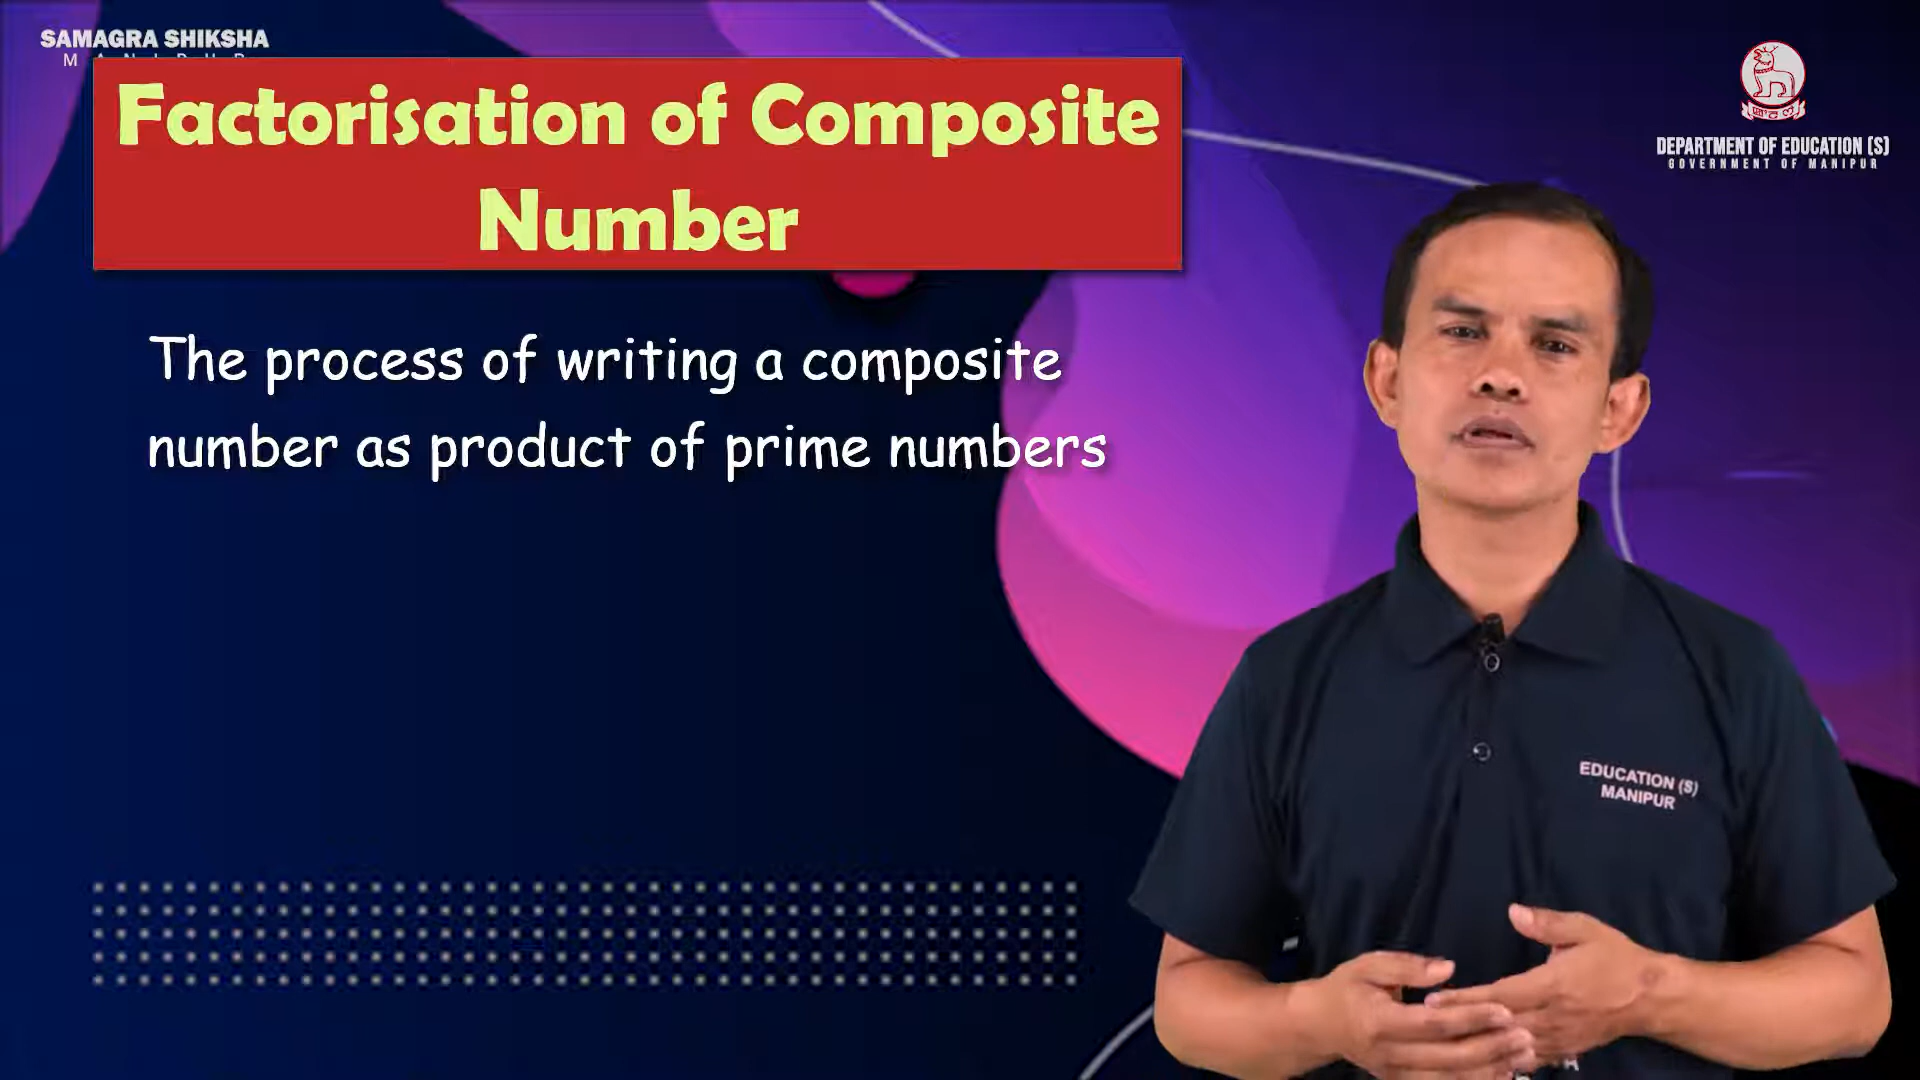 SAMAGRA SHIKSHA
MANIPUR
Factorisation of Composite
Number
The process of writing a composite
number as product of prime numbers
DEPARTMENT OF EDUCATION (S)
GOVERNMENT OF MANIPUR
EDUCATION (S)
MANIPUR